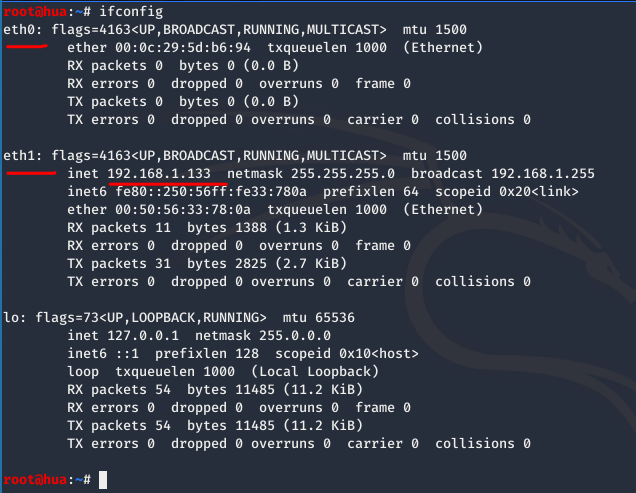 root@hua:~# ifconfig
eth0: flags=4163<UP,BROADCAST,RUNNING,MULTICAST>  mtu 1500
        ether 00:0c:29:5d:b6:94  txqueuelen 1000  (Ethernet)
        RX packets 0  bytes 0 (0.0 B)
        RX errors 0  dropped 0  overruns 0  frame 0
        TX packets 0  bytes 0 (0.0 B)
        TX errors 0  dropped 0 overruns 0  carrier 0  collisions 0

eth1: flags=4163<UP,BROADCAST,RUNNING,MULTICAST>  mtu 1500
        inet 192.168.1.133  netmask 255.255.255.0  broadcast 192.168.1.255
        inet6 fe80::250:56ff:fe33:780a  prefixlen 64  scopeid 0x20<link>
        ether 00:50:56:33:78:0a  txqueuelen 1000  (Ethernet)
        RX packets 11  bytes 1388 (1.3 KiB)
        RX errors 0  dropped 0  overruns 0  frame 0
        TX packets 31  bytes 2825 (2.7 KiB)
        TX errors 0  dropped 0 overruns 0  carrier 0  collisions 0

lo: flags=73<UP,LOOPBACK,RUNNING>  mtu 65536
        inet 127.0.0.1  netmask 255.0.0.0
        inet6 ::1  prefixlen 128  scopeid 0x10<host>
        loop  txqueuelen 1000  (Local Loopback)
        RX packets 54  bytes 11485 (11.2 KiB)
        RX errors 0  dropped 0  overruns 0  frame 0
        TX packets 54  bytes 11485 (11.2 KiB)
        TX errors 0  dropped 0 overruns 0  carrier 0  collisions 0

root@hua:~#